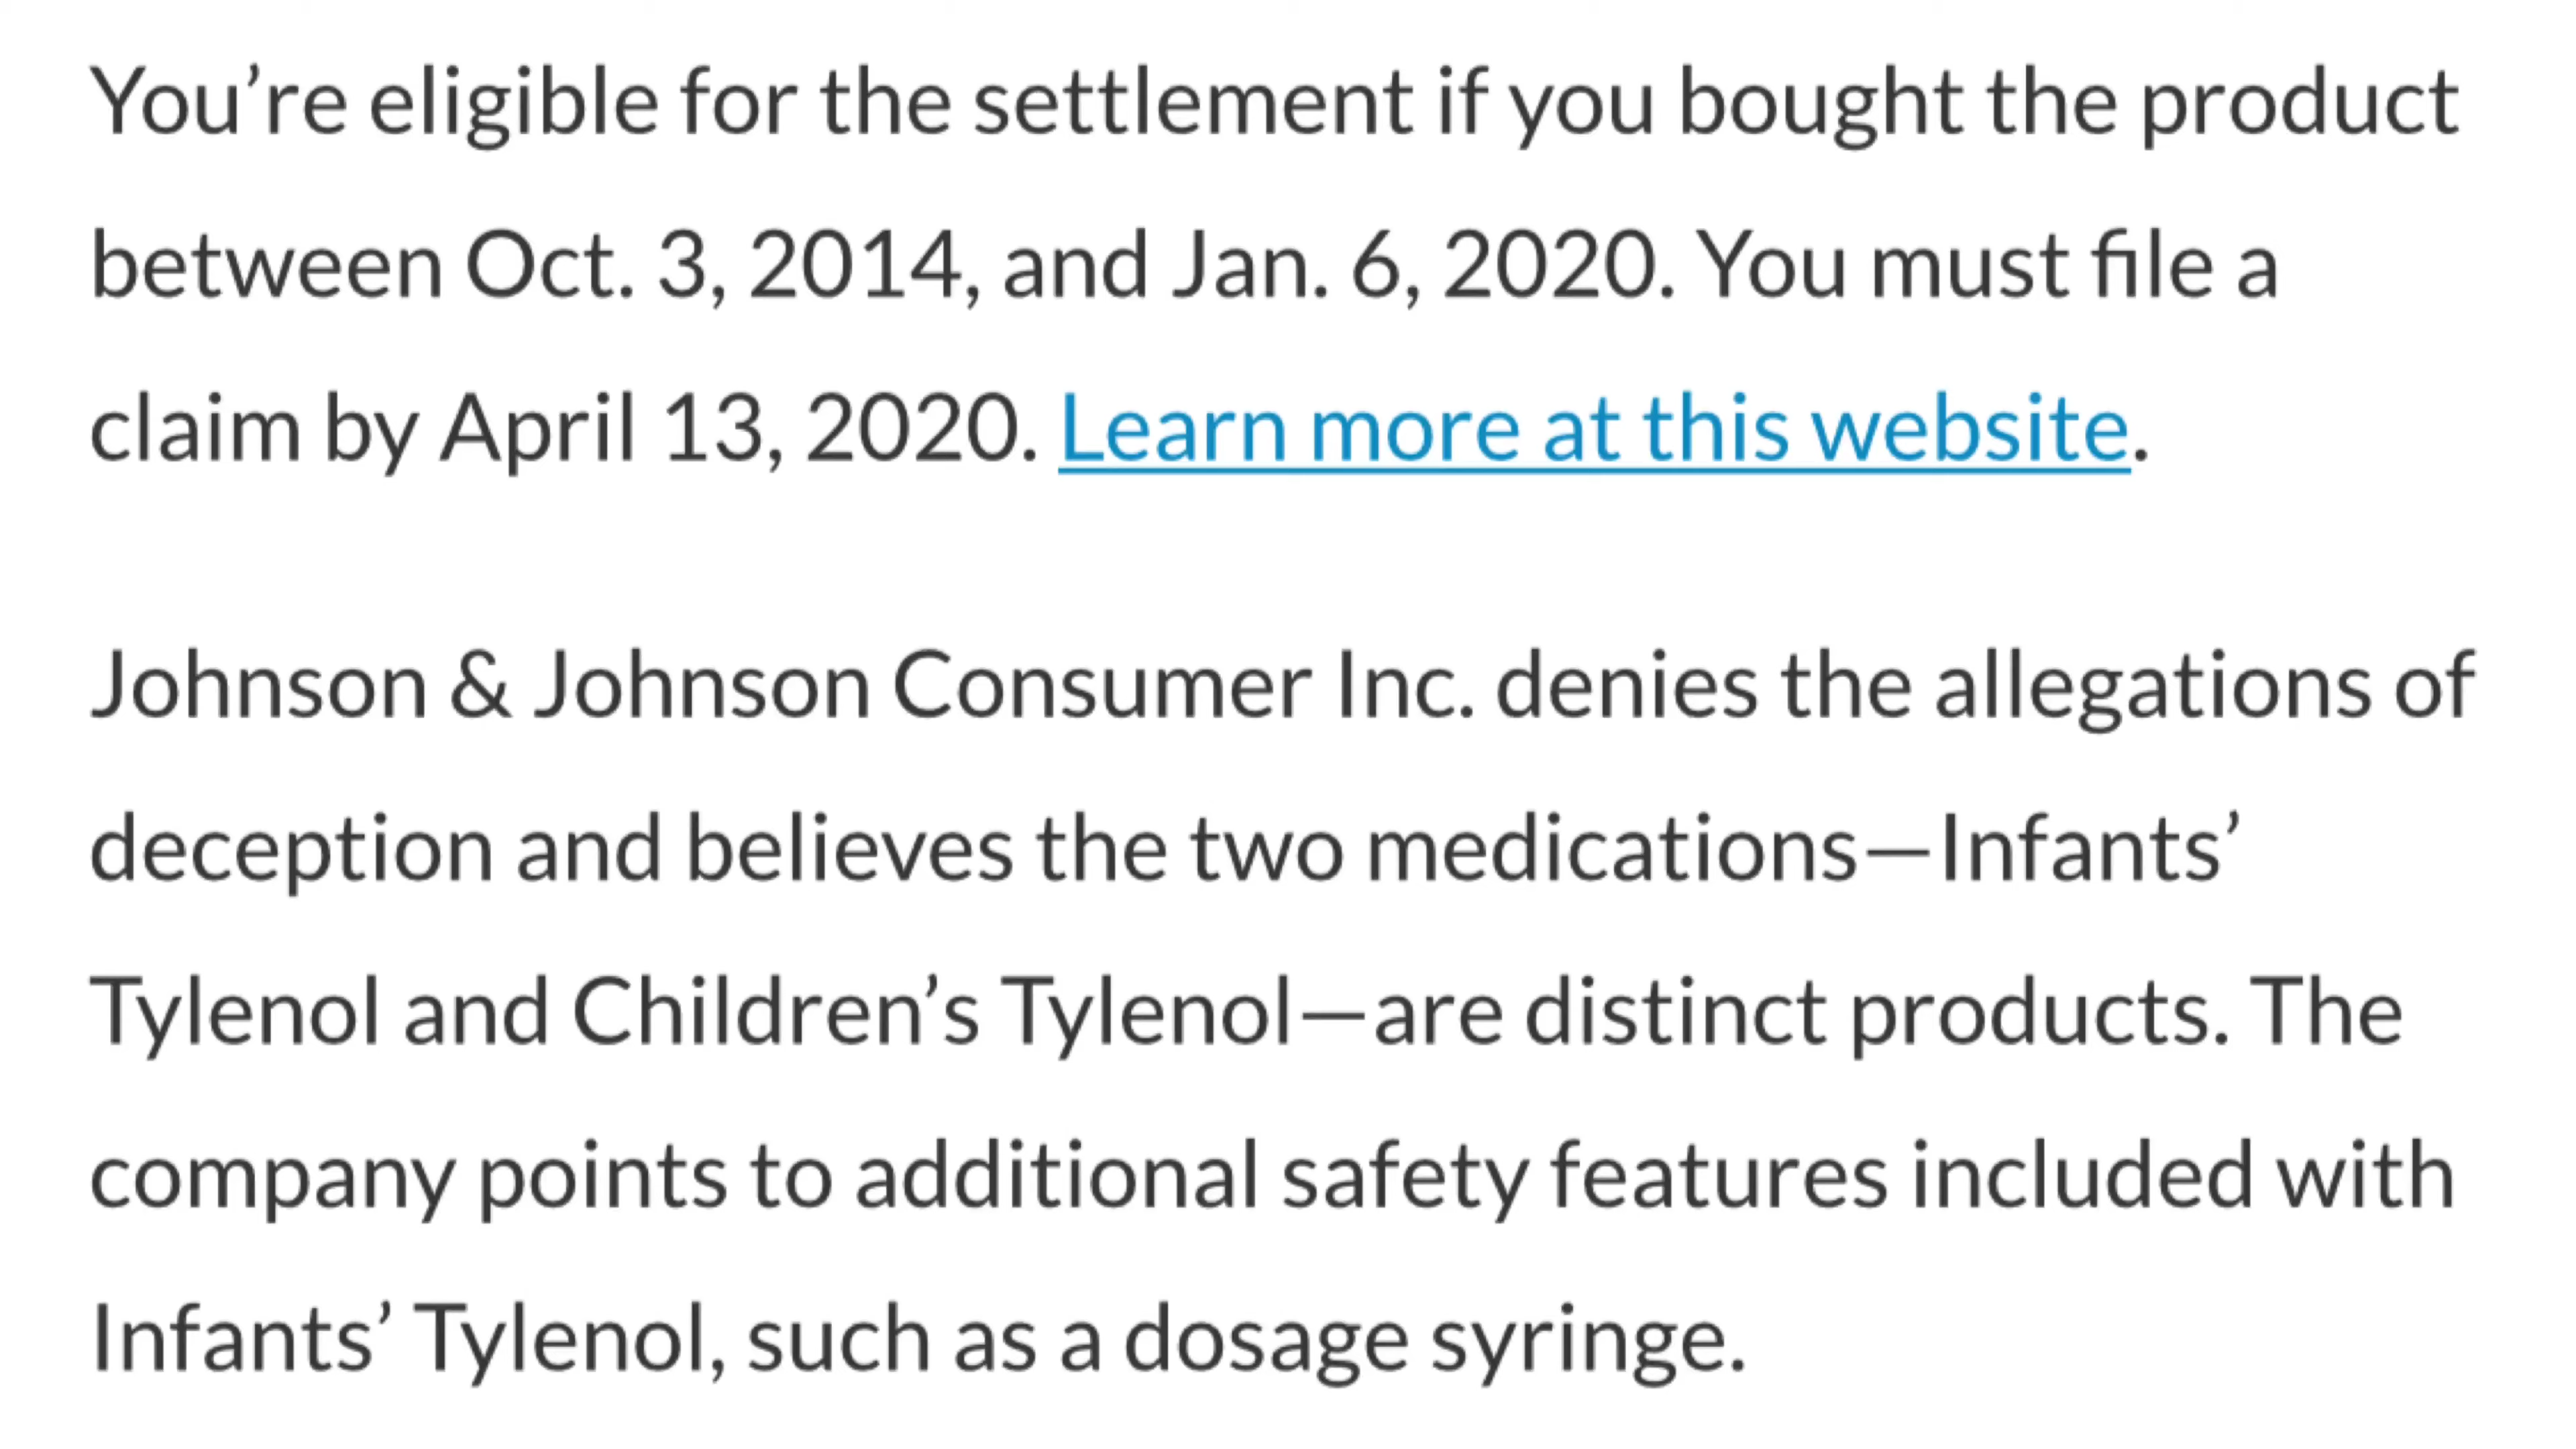 You’re eligible for the settlement if you bought the product
between Oct. 3, 2014, and Jan. 6, 2020. You must file a
claim by April 13, 2020. Learn more at this website.
Johnson & Johnson Consumer Inc. denies the allegations of
deception and believes the two medications—Infants’
Tylenol and Children’s Tylenol—are distinct products. The
company points to additional safety features included with
Infants’ Tylenol, such as a dosage syringe.